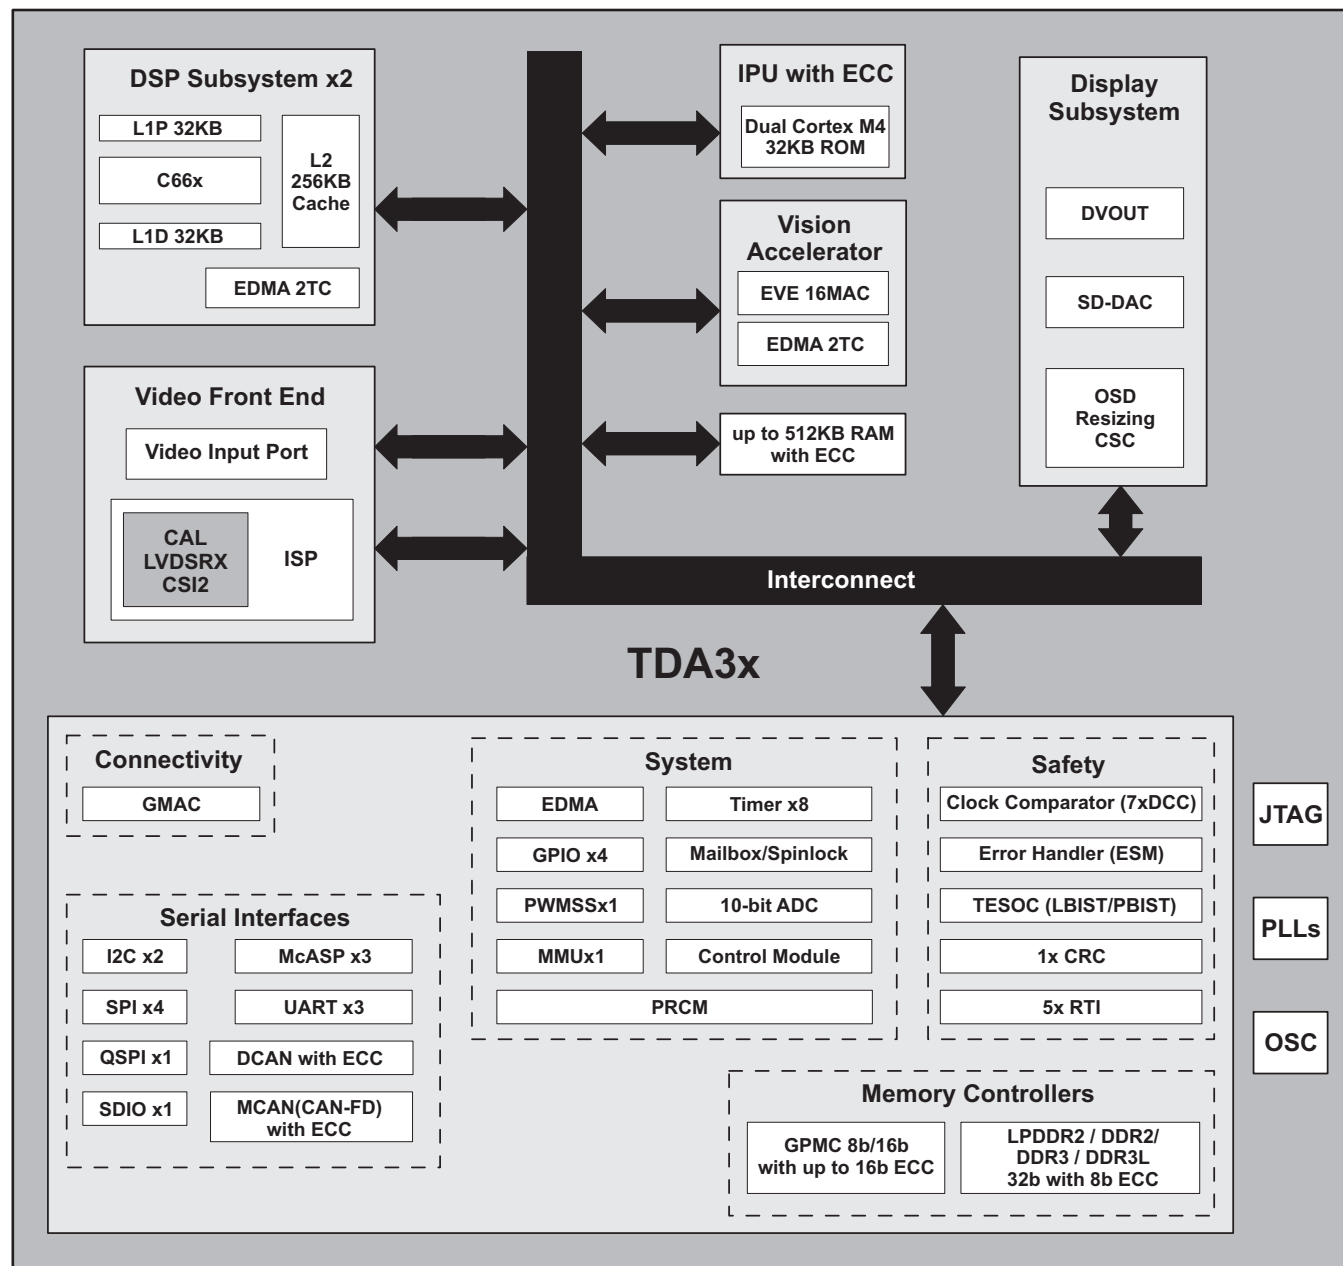 DSP Subsystem x2
L1P 32KB
C66x
L1D 32KB
L2
256KB
Cache
EDMA 2TC
IPU with ECC
Dual Cortex M4
32KB ROM
Vision
Accelerator
EVE 16MAC
EDMA 2TC
up to 512KB RAM
with ECC
Display
Subsystem
DVOUT
SD-DAC
OSD
Resizing
CSC
Video Front End
Video Input Port
CAL
LVDSRX
CSI2
ISP
Interconnect
TDA3x
Connectivity
GMAC
Serial Interfaces
I2C x2
McASP x3
SPI x4
UART x3
QSPI x1
DCAN with ECC
SDIO x1
MCAN(CAN-FD)
with ECC
System
EDMA
Timer x8
GPIO x4
Mailbox/Spinlock
PWMSSx1
10-bit ADC
MMUx1
Control Module
PRCM
Safety
Clock Comparator (7xDCC)
Error Handler (ESM)
TESOC (LBIST/PBIST)
1x CRC
5x RTI
Memory Controllers
GPMC 8b/16b
with up to 16b ECC
LPDDR2 / DDR2/
DDR3 / DDR3L
32b with 8b ECC
JTAG
PLLs
OSC